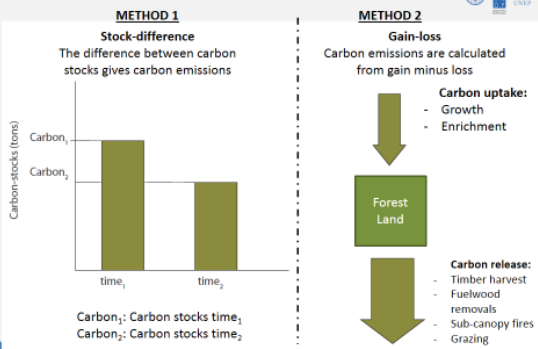 METHOD 1
Stock-difference
The difference between carbon
stocks gives carbon emissions
Carbon-stocks (tons)
Carbon₁
Carbon₂
time₁
time₂
Carbon₁: Carbon stocks time₁
Carbon₂: Carbon stocks time₂
METHOD 2
Gain-loss
Carbon emissions are calculated
from gain minus loss
Carbon uptake:
- Growth
- Enrichment
Forest
Land
Carbon release:
- Timber harvest
- Fuelwood
removals
- Sub-canopy fires
- Grazing
UNEP